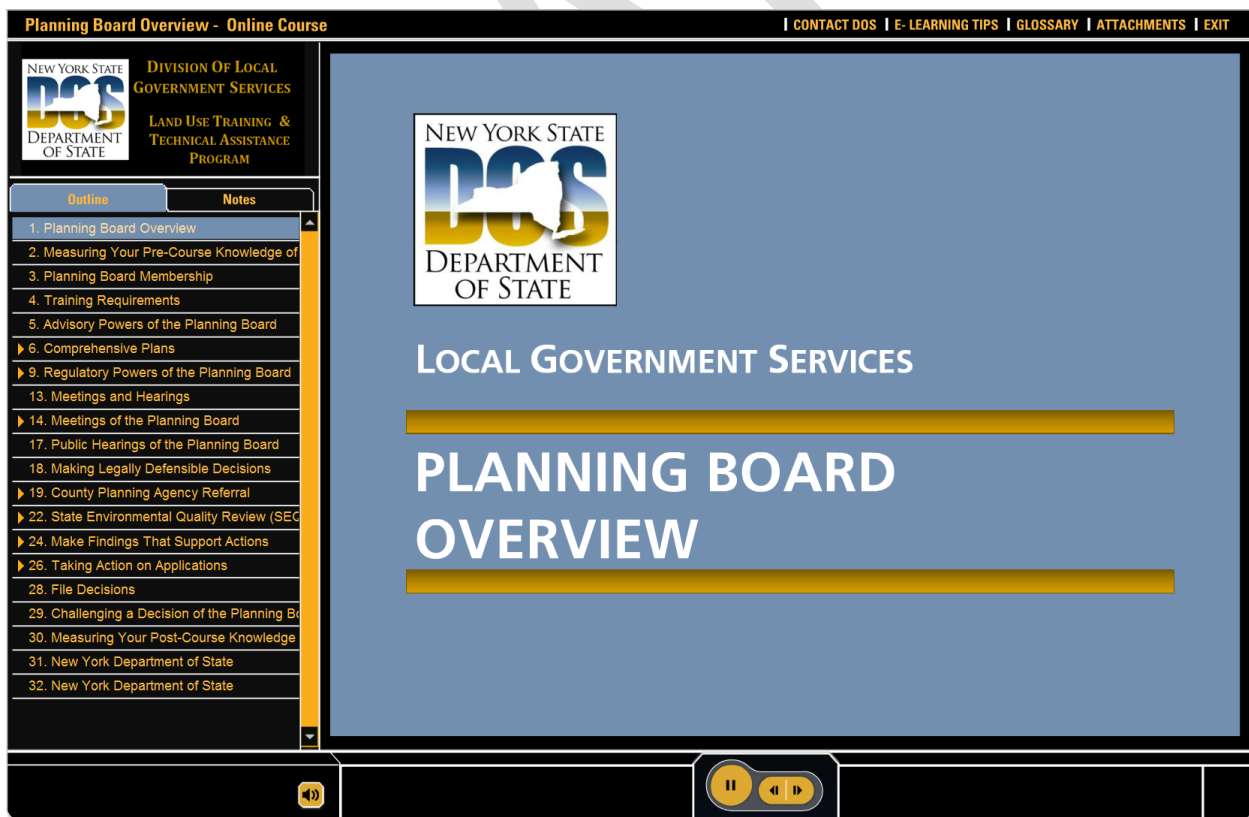 Planning Board Overview - Online Course
CONTACT DOS | E- LEARNING TIPS | GLOSSARY | ATTACHMENTS | EXIT
NEW YORK STATE
DOS
DEPARTMENT
OF STATE
DIVISION OF LOCAL
GOVERNMENT SERVICES
LAND USE TRAINING &
TECHNICAL ASSISTANCE
PROGRAM
Outline
Notes
1. Planning Board Overview
2. Measuring Your Pre-Course Knowledge of
3. Planning Board Membership
4. Training Requirements
5. Advisory Powers of the Planning Board
6. Comprehensive Plans
9. Regulatory Powers of the Planning Board
13. Meetings and Hearings
14. Meetings of the Planning Board
17. Public Hearings of the Planning Board
18. Making Legally Defensible Decisions
19. County Planning Agency Referral
22. State Environmental Quality Review (SEQ
24. Make Findings That Support Actions
26. Taking Action on Applications
28. File Decisions
29. Challenging a Decision of the Planning Bo
30. Measuring Your Post-Course Knowledge
31. New York Department of State
32. New York Department of State
NEW YORK STATE
DOS
DEPARTMENT
OF STATE
LOCAL GOVERNMENT SERVICES
PLANNING BOARD
OVERVIEW